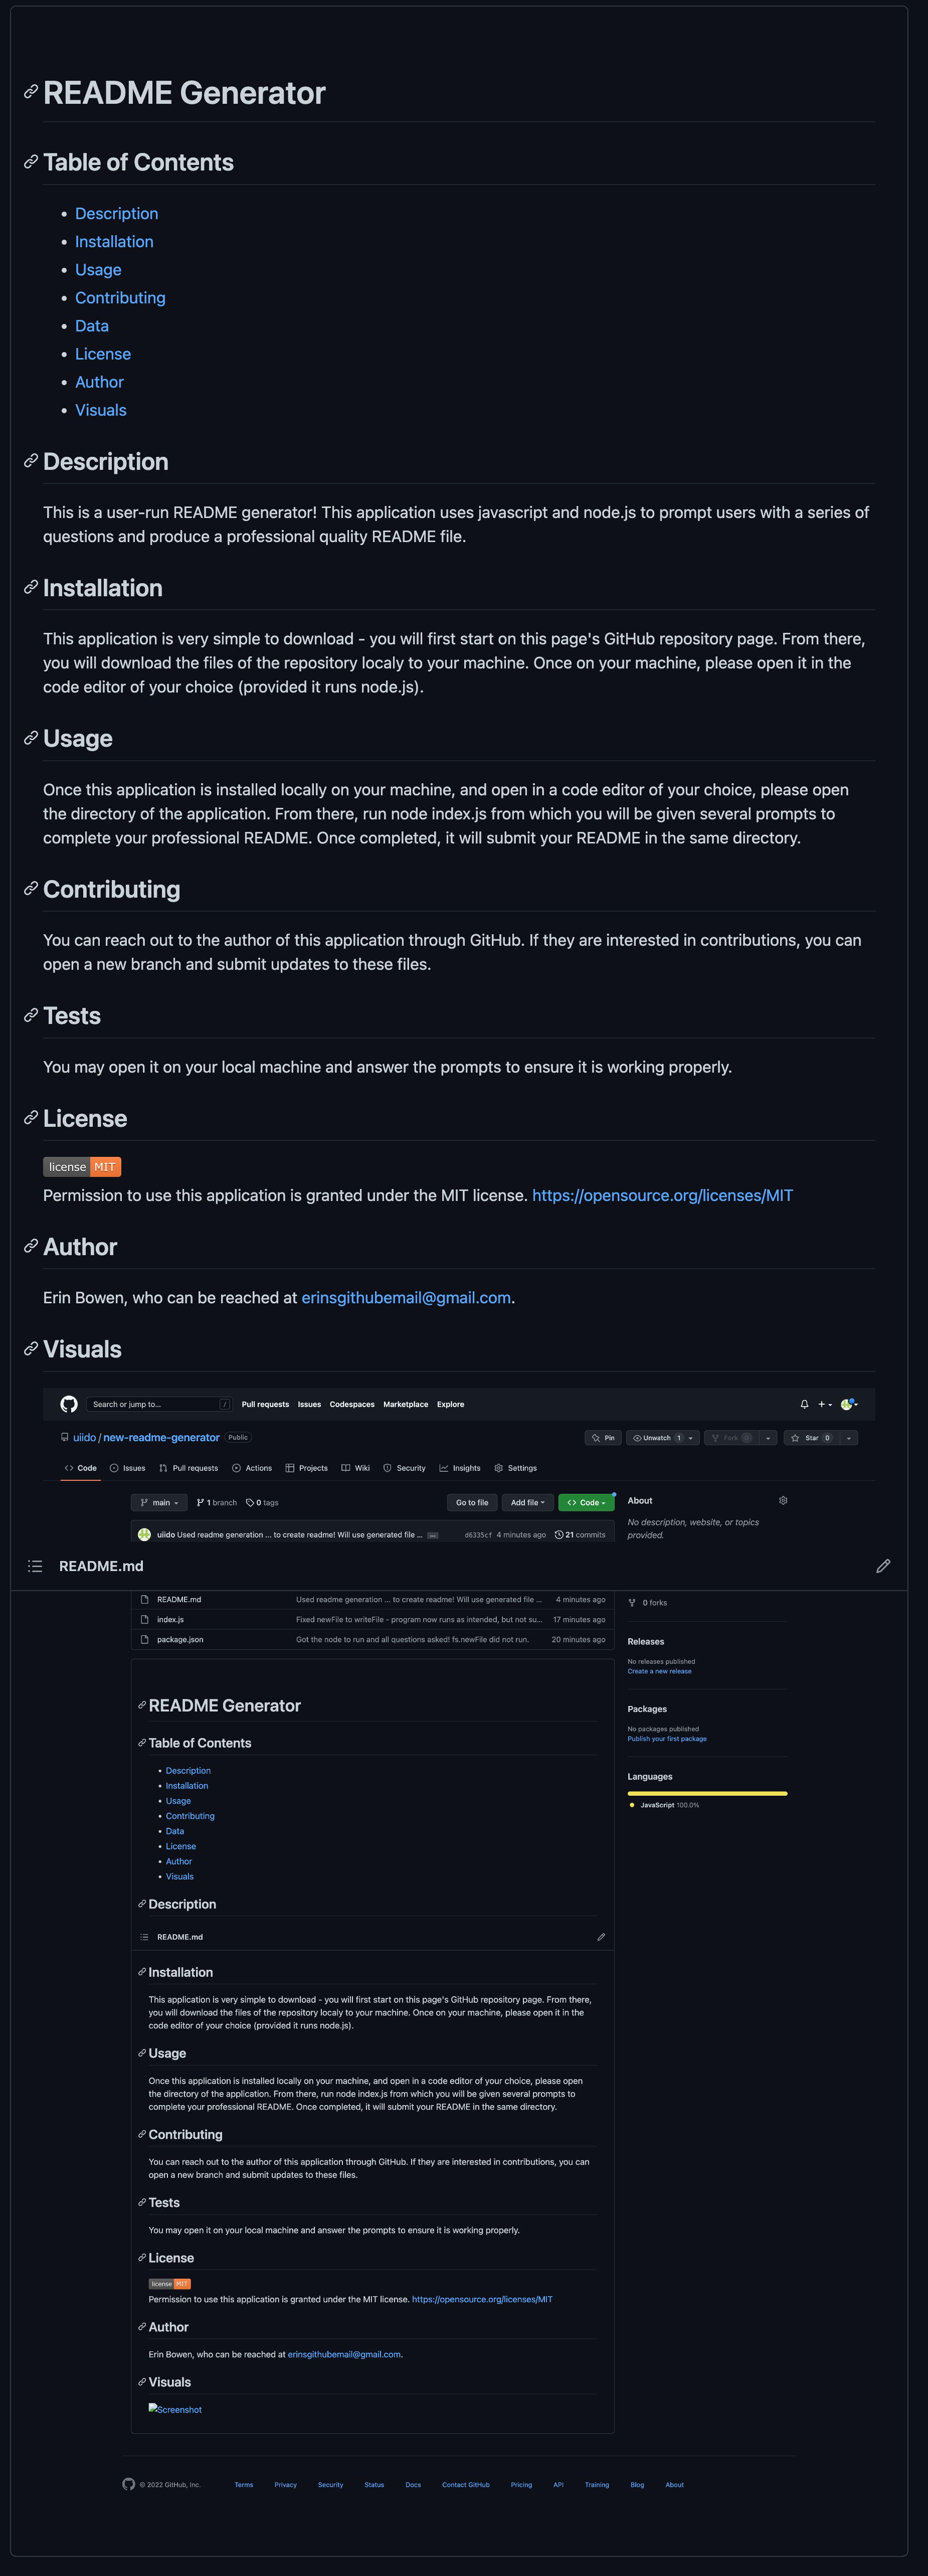 README Generator
Table of Contents
Description
Installation
Usage
Contributing
Data
License
Author
Visuals
Description
This is a user-run README generator! This application uses javascript and node.js to prompt users with a series of
questions and produce a professional quality README file.
Installation
This application is very simple to download - you will first start on this page's GitHub repository page. From there,
you will download the files of the repository localy to your machine. Once on your machine, please open it in the
code editor of your choice (provided it runs node.js).
Usage
Once this application is installed locally on your machine, and open in a code editor of your choice, please open
the directory of the application. From there, run node index.js from which you will be given several prompts to
complete your professional README. Once completed, it will submit your README in the same directory.
Contributing
You can reach out to the author of this application through GitHub. If they are interested in contributions, you can
open a new branch and submit updates to these files.
Tests
You may open it on your local machine and answer the prompts to ensure it is working properly.
License
license MIT
Permission to use this application is granted under the MIT license. https://opensource.org/licenses/MIT
Author
Erin Bowen, who can be reached at erinsgithubemail@gmail.com.
Visuals
Search or jump to... / Pull requests Issues Codespaces Marketplace Explore
uiido / new-readme-generator Public Pin Unwatch 1 Fork 0 Star 0
Code Issues Pull requests Actions Projects Wiki Security Insights Settings
main 1 branch 0 tags Go to file Add file Code About
No description, website, or topics
provided.
uiido Used readme generation ... to create readme! Will use generated file ... d6335cf 4 minutes ago 21 commits
README.md
README.md Used readme generation ... to create readme! Will use generated file ... 4 minutes ago
0 forks
index.js Fixed newFile to writeFile - program now runs as intended, but not su... 17 minutes ago
package.json Got the node to run and all questions asked! fs.newFile did not run. 20 minutes ago
Releases
No releases published
Create a new release
Packages
No packages published
Publish your first package
Languages
JavaScript 100.0%
README Generator
Table of Contents
Description
Installation
Usage
Contributing
Data
License
Author
Visuals
Description
README.md
Installation
This application is very simple to download - you will first start on this page's GitHub repository page. From there,
you will download the files of the repository localy to your machine. Once on your machine, please open it in the
code editor of your choice (provided it runs node.js).
Usage
Once this application is installed locally on your machine, and open in a code editor of your choice, please open
the directory of the application. From there, run node index.js from which you will be given several prompts to
complete your professional README. Once completed, it will submit your README in the same directory.
Contributing
You can reach out to the author of this application through GitHub. If they are interested in contributions, you can
open a new branch and submit updates to these files.
Tests
You may open it on your local machine and answer the prompts to ensure it is working properly.
License
license MIT
Permission to use this application is granted under the MIT license. https://opensource.org/licenses/MIT
Author
Erin Bowen, who can be reached at erinsgithubemail@gmail.com.
Visuals
Screenshot
© 2022 GitHub, Inc. Terms Privacy Security Status Docs Contact GitHub Pricing API Training Blog About